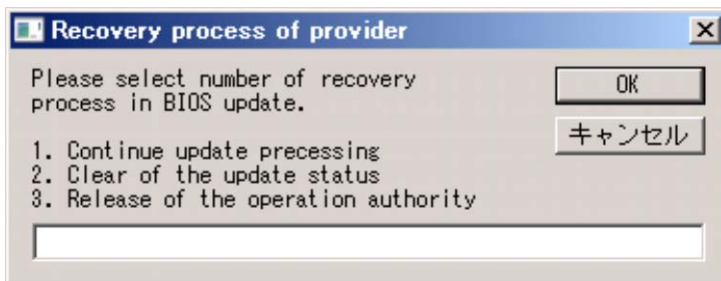 Recovery process of provider
Please select number of recovery
process in BIOS update.
OK
キャンセル
1. Continue update precessing
2. Clear of the update status
3. Release of the operation authority